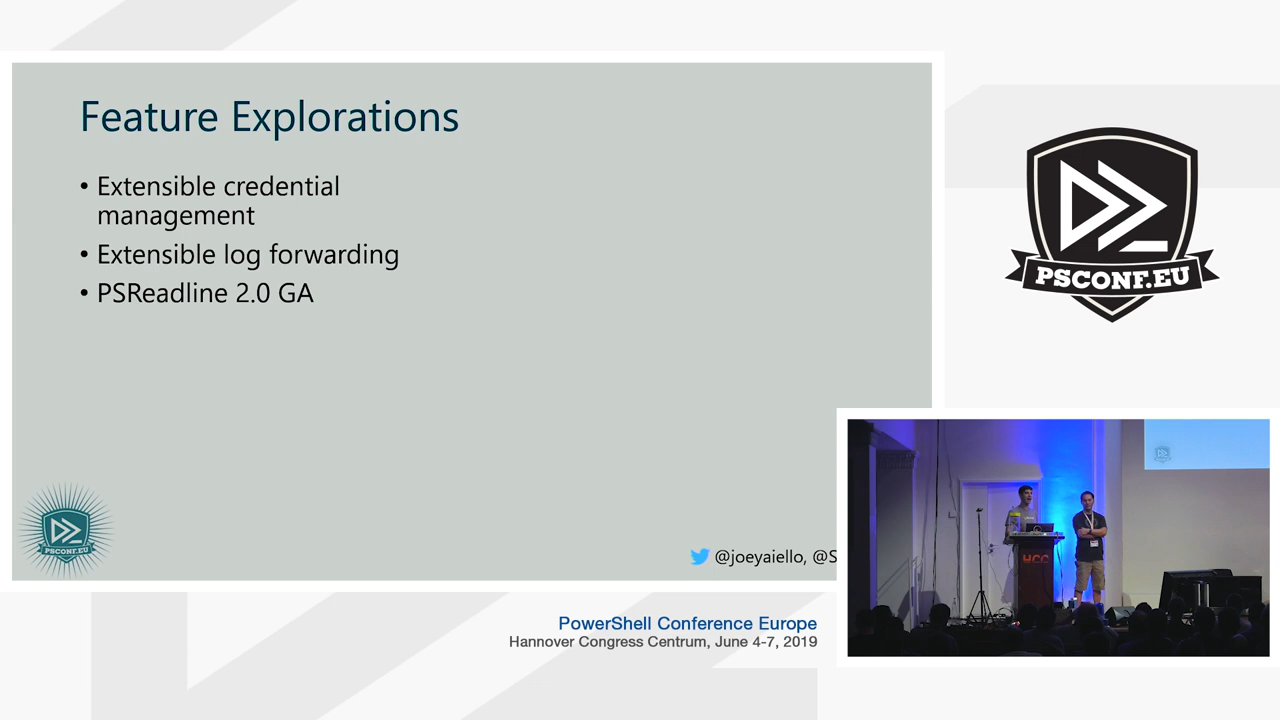 Feature Explorations
• Extensible credential
management
• Extensible log forwarding
• PSReadline 2.0 GA
PSCONF.EU
@joeyaiello, @S
PSCONF.EU
HCC
PowerShell Conference Europe
Hannover Congress Centrum, June 4-7, 2019